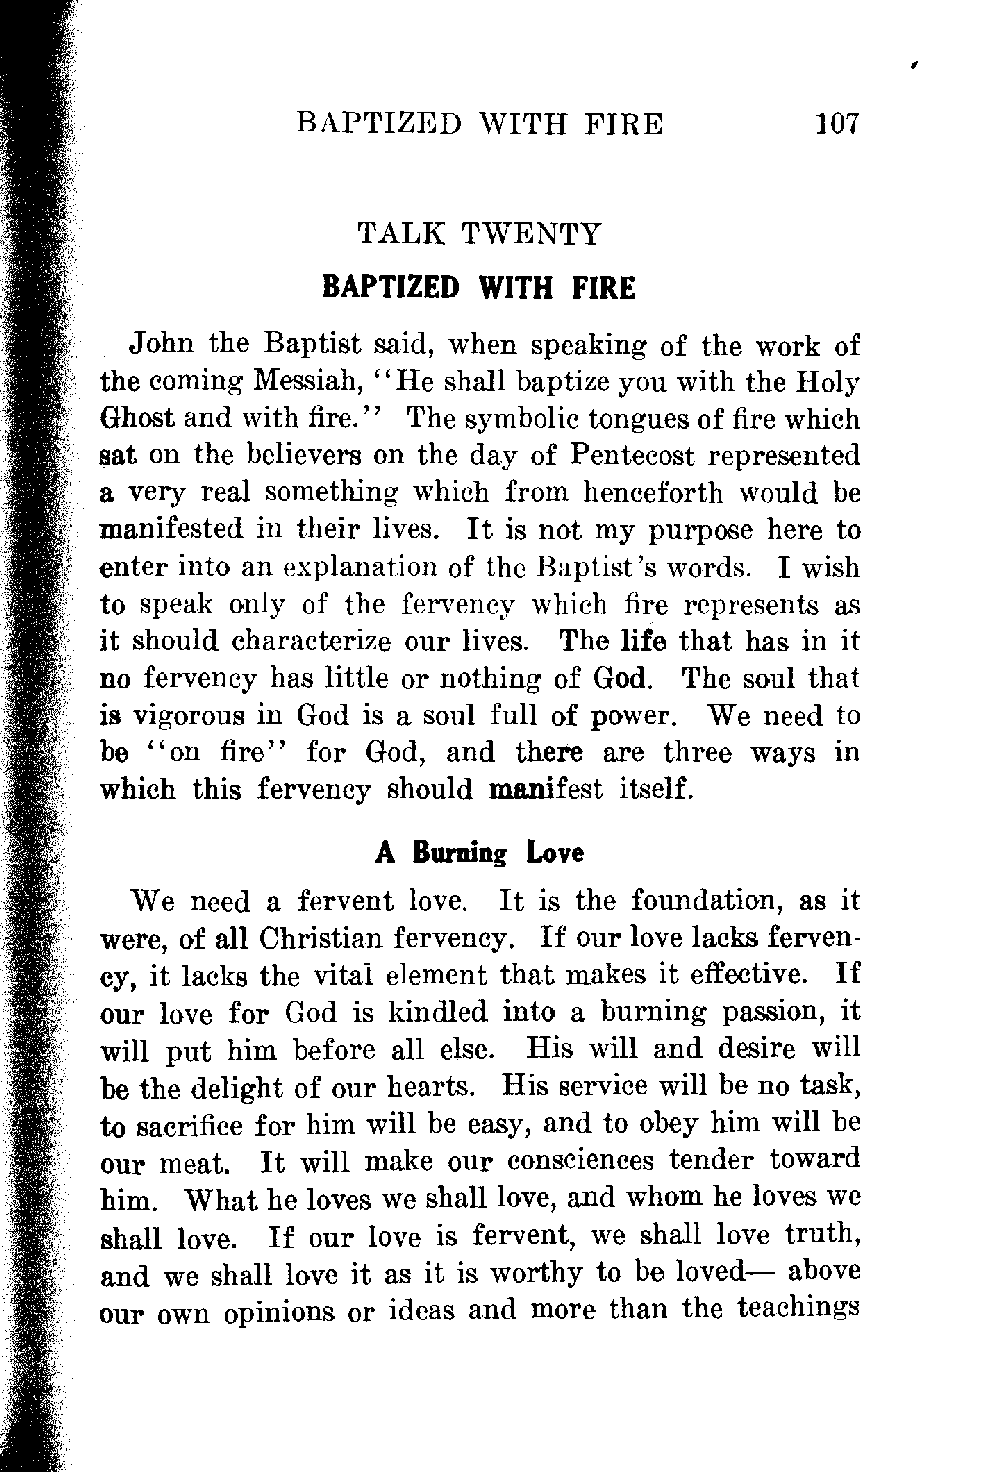 BAPTIZED WITH FIRE 107
TALK TWENTY
BAPTIZED WITH FIRE
John the Baptist said, when speaking of the work of
the coming Messiah, "He shall baptize you with the Holy
Ghost and with fire." The symbolic tongues of fire which
sat on the believers on the day of Pentecost represented
a very real something which from henceforth would be
manifested in their lives. It is not my purpose here to
enter into an explanation of the Baptist's words. I wish
to speak only of the fervency which fire represents as
it should characterize our lives. The life that has in it
no fervency has little or nothing of God. The soul that
is vigorous in God is a soul full of power. We need to
be "on fire" for God, and there are three ways in
which this fervency should manifest itself.
A Burning Love
We need a fervent love. It is the foundation, as it
were, of all Christian fervency. If our love lacks ferven-
cy, it lacks the vital element that makes it effective. If
our love for God is kindled into a burning passion, it
will put him before all else. His will and desire will
be the delight of our hearts. His service will be no task,
to sacrifice for him will be easy, and to obey him will be
our meat. It will make our consciences tender toward
him. What he loves we shall love, and whom he loves we
shall love. If our love is fervent, we shall love truth,
and we shall love it as it is worthy to be loved— above
our own opinions or ideas and more than the teachings